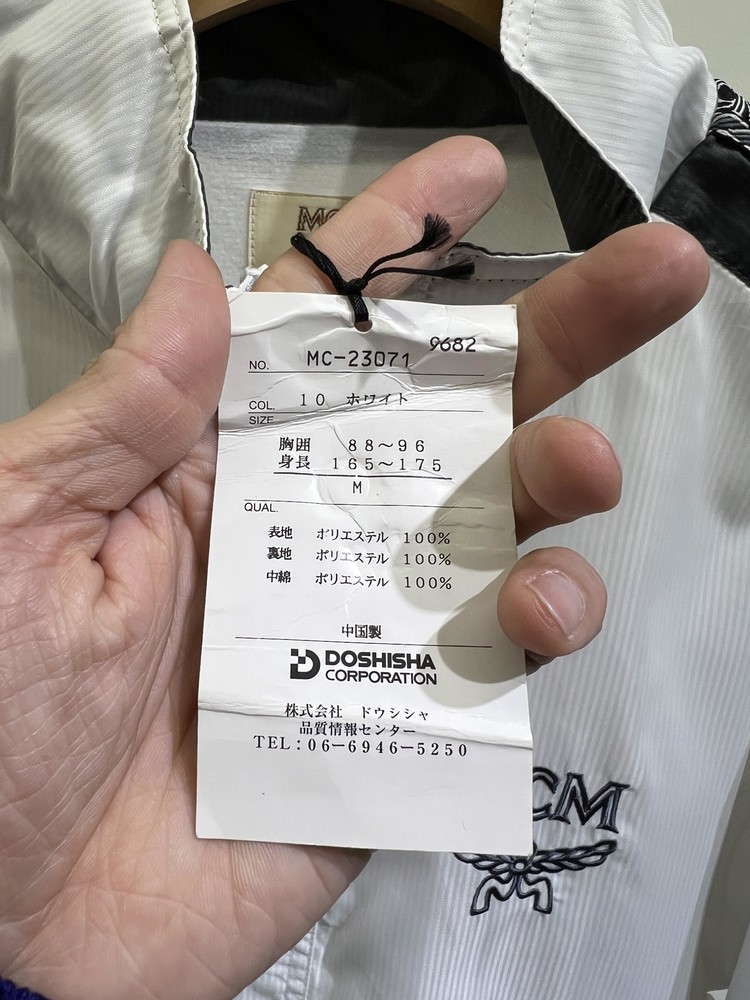 MC
9682
NO. MC-23071
COL. 10 ホワイト
SIZE
胸囲 88～96
身長 165～175
M
QUAL.
表地 ポリエステル 100%
裏地 ポリエステル 100%
中綿 ポリエステル 100%
中国製
DOSHISHA
CORPORATION
株式会社 ドウシシャ
品質情報センター
TEL：06－6946－5250
CM